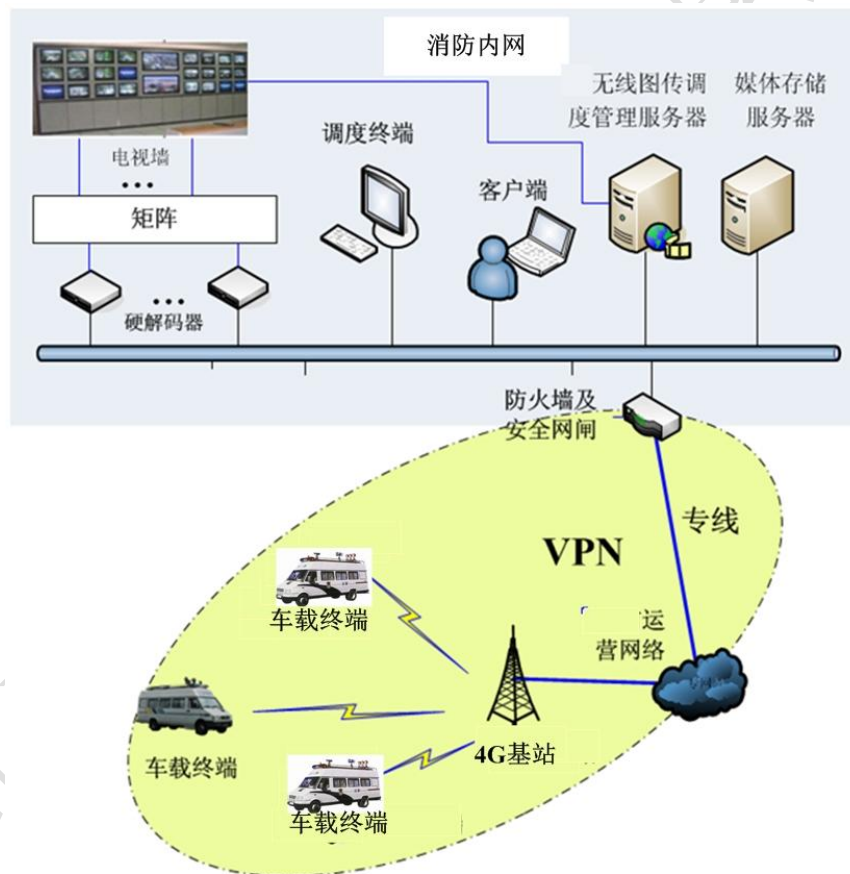 消防内网
无线图传调
度管理服务器
媒体存储
服务器
调度终端
电视墙
客户端
矩阵
硬解码器
防火墙及
安全网闸
专线
VPN
运
营网络
车载终端
4G基站
车载终端
车载终端